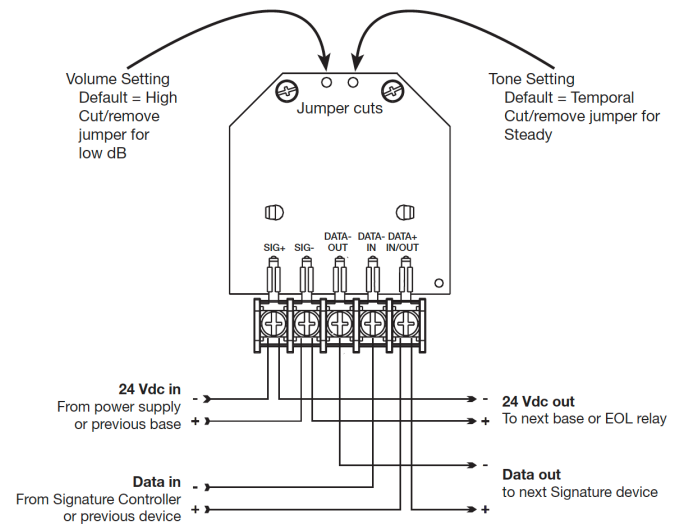 Volume Setting
Default = High
Cut/remove
jumper for
low dB
Tone Setting
Default = Temporal
Cut/remove jumper for
Steady
Jumper cuts
SIG+
SIG-
DATA-
OUT
DATA-
IN
DATA+
IN/OUT
24 Vdc in
From power supply
or previous base
-
+
24 Vdc out
To next base or EOL relay
-
+
Data in
From Signature Controller
or previous device
-
+
Data out
to next Signature device
-
+